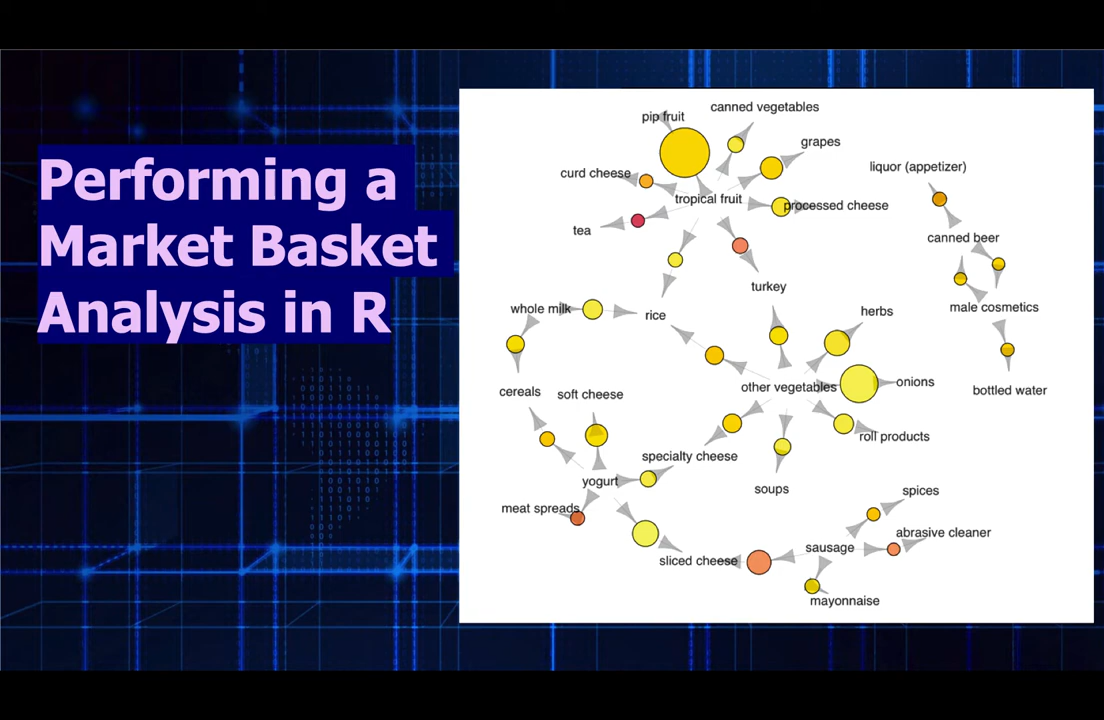 Performing a
Market Basket
Analysis in R
canned vegetables
pip fruit
grapes
liquor (appetizer)
curd cheese
tropical fruit
processed cheese
tea
canned beer
turkey
male cosmetics
whole milk
rice
herbs
cereals
soft cheese
other vegetables
onions
bottled water
roll products
specialty cheese
yogurt
soups
spices
meat spreads
abrasive cleaner
sliced cheese
sausage
mayonnaise